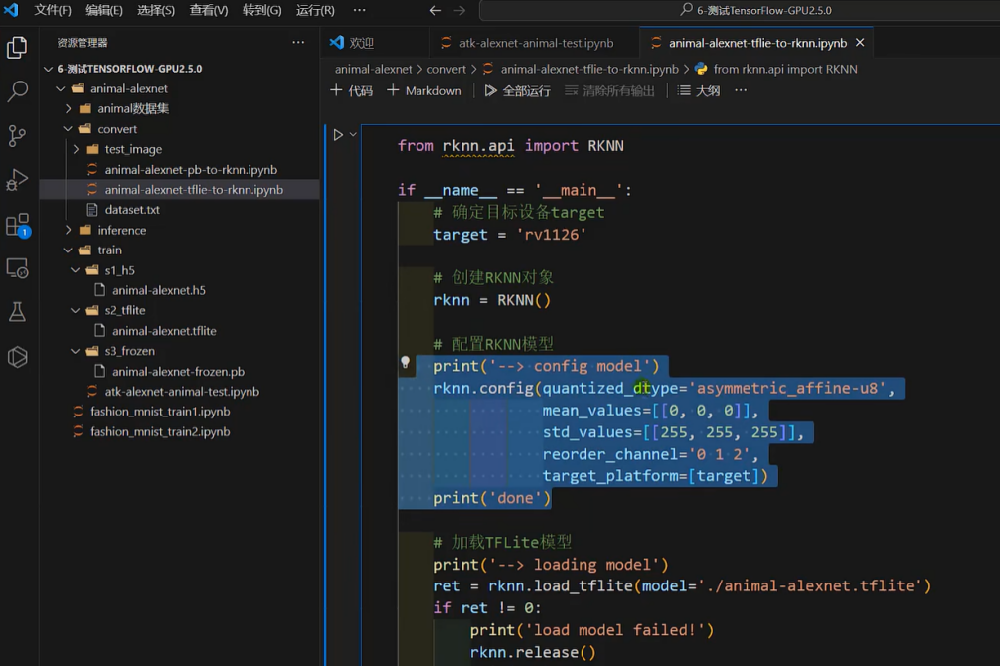 文件(F) 编辑(E) 选择(S) 查看(V) 转到(G) 运行(R) ··· 6-测试TensorFlow-GPU2.5.0
资源管理器 ···
6-测试TENSORFLOW-GPU2.5.0
animal-alexnet
animal数据集
convert
test_image
animal-alexnet-pb-to-rknn.ipynb
animal-alexnet-tflie-to-rknn.ipynb
dataset.txt
inference
train
s1_h5
animal-alexnet.h5
s2_tflite
animal-alexnet.tflite
s3_frozen
animal-alexnet-frozen.pb
atk-alexnet-animal-test.ipynb
fashion_mnist_train1.ipynb
fashion_mnist_train2.ipynb
1
欢迎 atk-alexnet-animal-test.ipynb animal-alexnet-tflie-to-rknn.ipynb
animal-alexnet > convert > animal-alexnet-tflie-to-rknn.ipynb > from rknn.api import RKNN
代码 Markdown 全部运行 清除所有输出 大纲 ···
from rknn.api import RKNN
if __name__ == '__main__':
# 确定目标设备target
target = 'rv1126'
# 创建RKNN对象
rknn = RKNN()
# 配置RKNN模型
print('--> config model')
rknn.config(quantized_dtype='asymmetric_affine-u8',
mean_values=[[0, 0, 0]],
std_values=[[255, 255, 255]],
reorder_channel='0 1 2',
target_platform=[target])
print('done')
# 加载TFLite模型
print('--> loading model')
ret = rknn.load_tflite(model='./animal-alexnet.tflite')
if ret != 0:
print('load model failed!')
rknn.release()